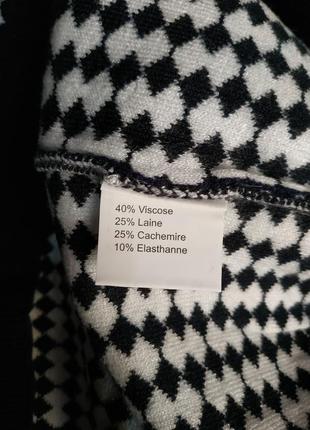 40% Viscose
25% Laine
25% Cachemire
10% Elasthanne